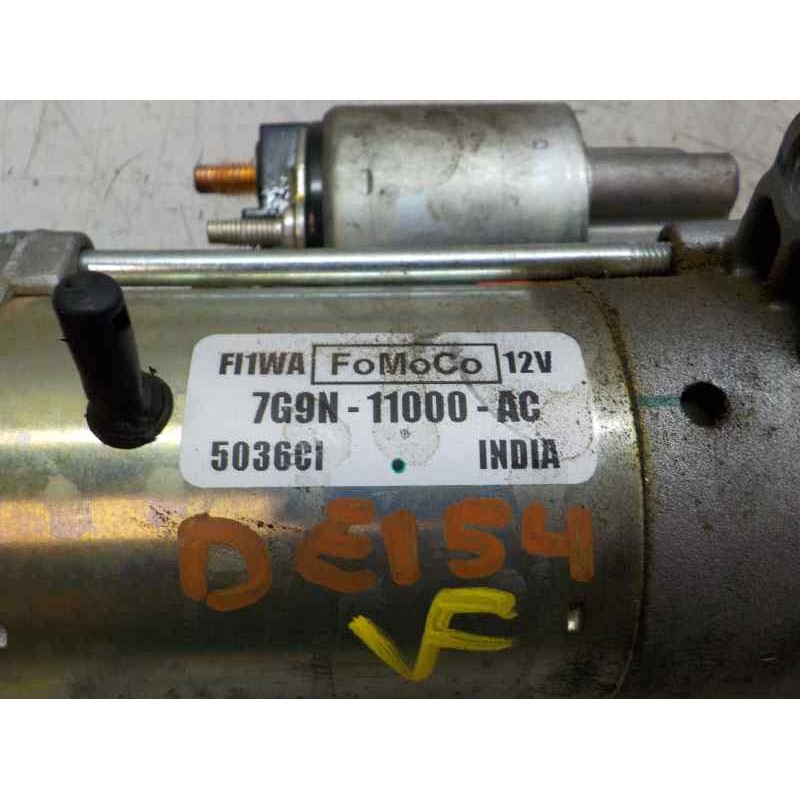 FI1WA FoMoCo 12V
7G9N - 11000 - AC
5036CI INDIA
DE154
VF